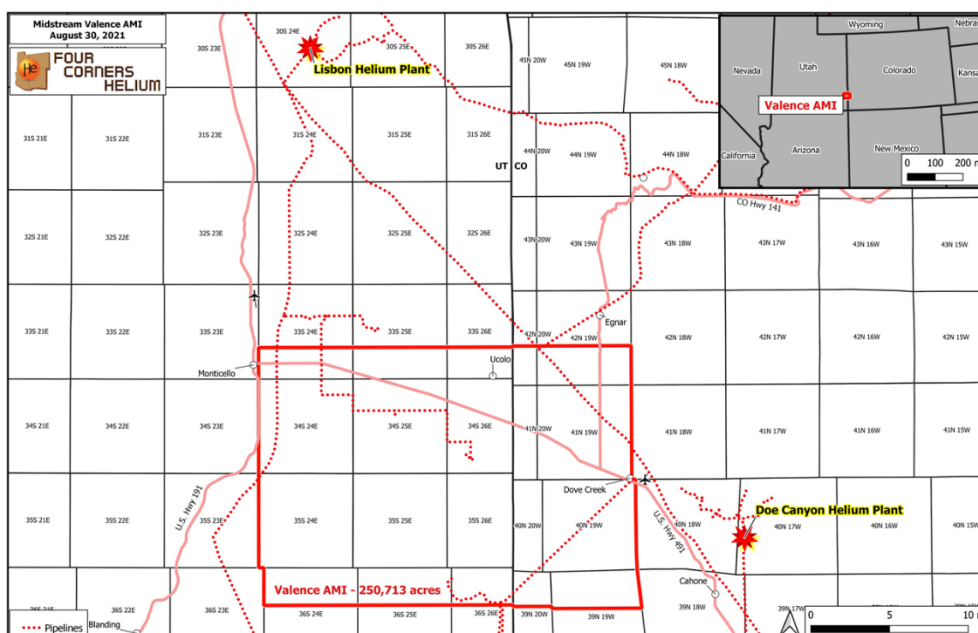 Midstream Valence AMI
August 30, 2021
He
FOUR
CORNERS
HELIUM
Lisbon Helium Plant
Wyoming
Nevada
Utah
Colorado
Valence AMI
California
Arizona
New Mexico
0 100 200
30S 24E
30S 23E
30S 25E
30S 26E
45N 20W
45N 19W
45N 18W
31S 21E
31S 22E
31S 23E
31S 24E
31S 25E
31S 26E
UT
CO
44N 20W
44N 19W
44N 18W
CO Hwy 141
32S 21E
32S 22E
32S 23E
32S 24E
32S 25E
32S 26E
43N 20W
43N 19W
43N 18W
43N 17W
43N 16W
43N 15W
33S 21E
33S 22E
33S 23E
33S 24E
33S 25E
33S 26E
42N 20W
42N 19W
42N 18W
42N 17W
42N 16W
42N 15W
Egnar
Monticello
Ucolo
34S 21E
34S 22E
34S 23E
34S 24E
34S 25E
34S 26E
41N 20W
41N 19W
41N 18W
41N 17W
41N 16W
41N 15W
Dove Creek
U.S. Hwy 191
U.S. Hwy 491
35S 21E
35S 22E
35S 23E
35S 24E
35S 25E
35S 26E
40N 20W
40N 19W
40N 18W
40N 17W
40N 16W
40N 15W
Doe Canyon Helium Plant
Cahone
Valence AMI - 250,713 acres
36S 22E
36S 23E
36S 24E
36S 25E
36S 26E
39N 20W
39N 19W
39N 18W
Pipelines
Blanding
0 5 10